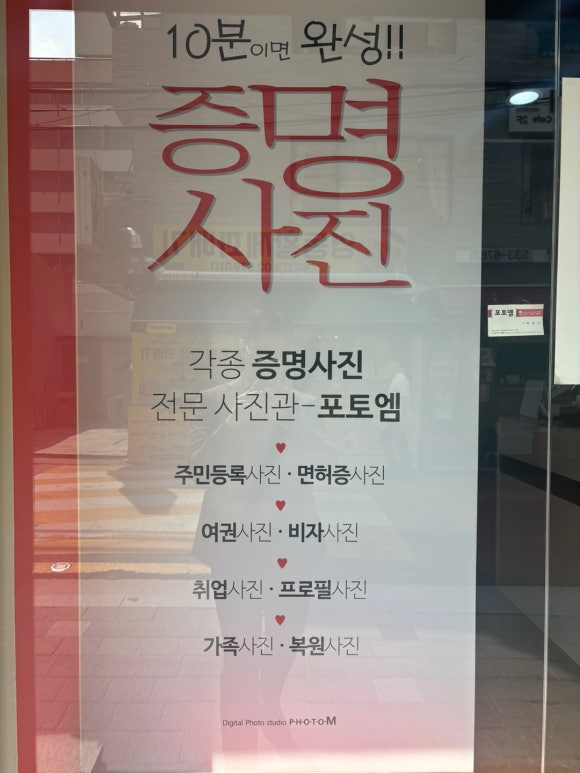 10분이면 완성!!
증명
사진
각종 증명사진
전문 사진관-포토엠
주민등록사진·면허증사진
여권사진·비자사진
취업사진·프로필사진
가족사진·복원사진
Digital Photo studio PHOTO·M
포토엠
Cafe 2F